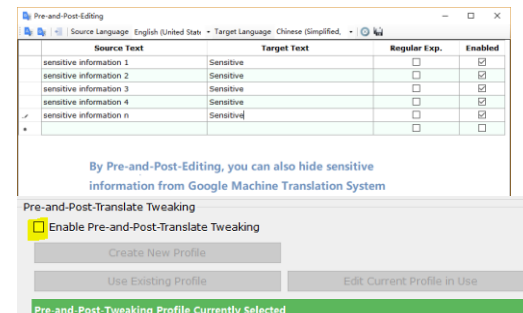 Pre-and-Post-Editing
Source Language English (United State Target Language Chinese (Simplified,
Source Text Target Text Regular Exp. Enabled
sensitive information 1 Sensitive
sensitive information 2 Sensitive
sensitive information 3 Sensitive
sensitive information 4 Sensitive
sensitive information n Sensitive
By Pre-and-Post-Editing, you can also hide sensitive
information from Google Machine Translation System
Pre-and-Post-Translate Tweaking
Enable Pre-and-Post-Translate Tweaking
Create New Profile
Use Existing Profile Edit Current Profile in Use
Pre-and-Post-Tweaking Profile Currently Selected